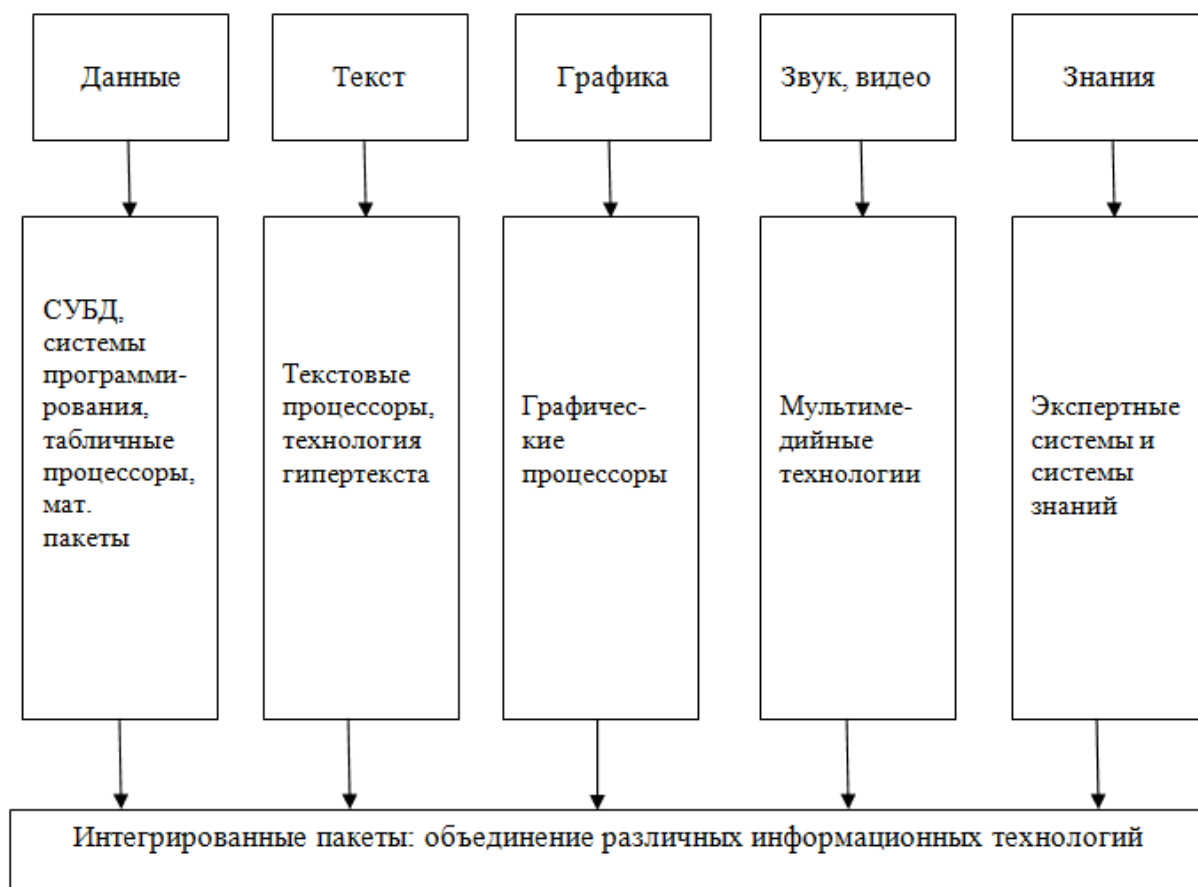 Данные
Текст
Графика
Звук, видео
Знания
СУБД,
системы
программи-
рования,
табличные
процессоры,
мат.
пакеты
Текстовые
процессоры,
технология
гипертекста
Графичес-
кие
процессоры
Мультиме-
дийные
технологии
Экспертные
системы и
системы
знаний
Интегрированные пакеты: объединение различных информационных технологий